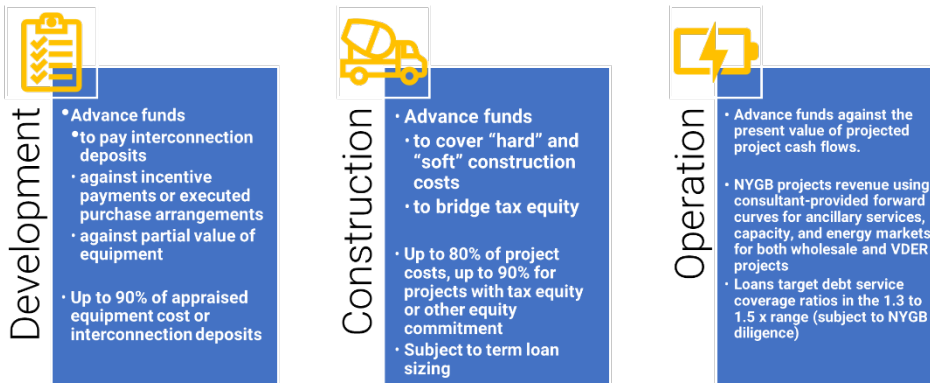 Development
•Advance funds
•to pay interconnection
deposits
· against incentive
payments or executed
purchase arrangements
· against partial value of
equipment
· Up to 90% of appraised
equipment cost or
interconnection deposits
Construction
· Advance funds
· to cover “hard” and
“soft” construction
costs
· to bridge tax equity
· Up to 80% of project
costs, up to 90% for
projects with tax equity
or other equity
commitment
· Subject to term loan
sizing
Operation
· Advance funds against the
present value of projected
project cash flows.
· NYGB projects revenue using
consultant-provided forward
curves for ancillary services,
capacity, and energy markets
for both wholesale and VDER
projects
· Loans target debt service
coverage ratios in the 1.3 to
1.5 x range (subject to NYGB
diligence)